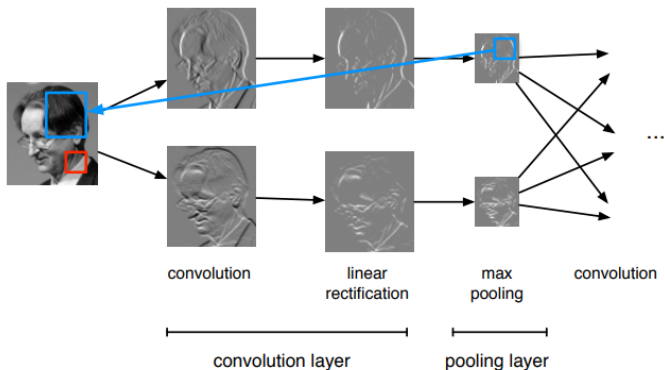 convolution
linear
rectification
max
pooling
convolution
...
convolution layer
pooling layer